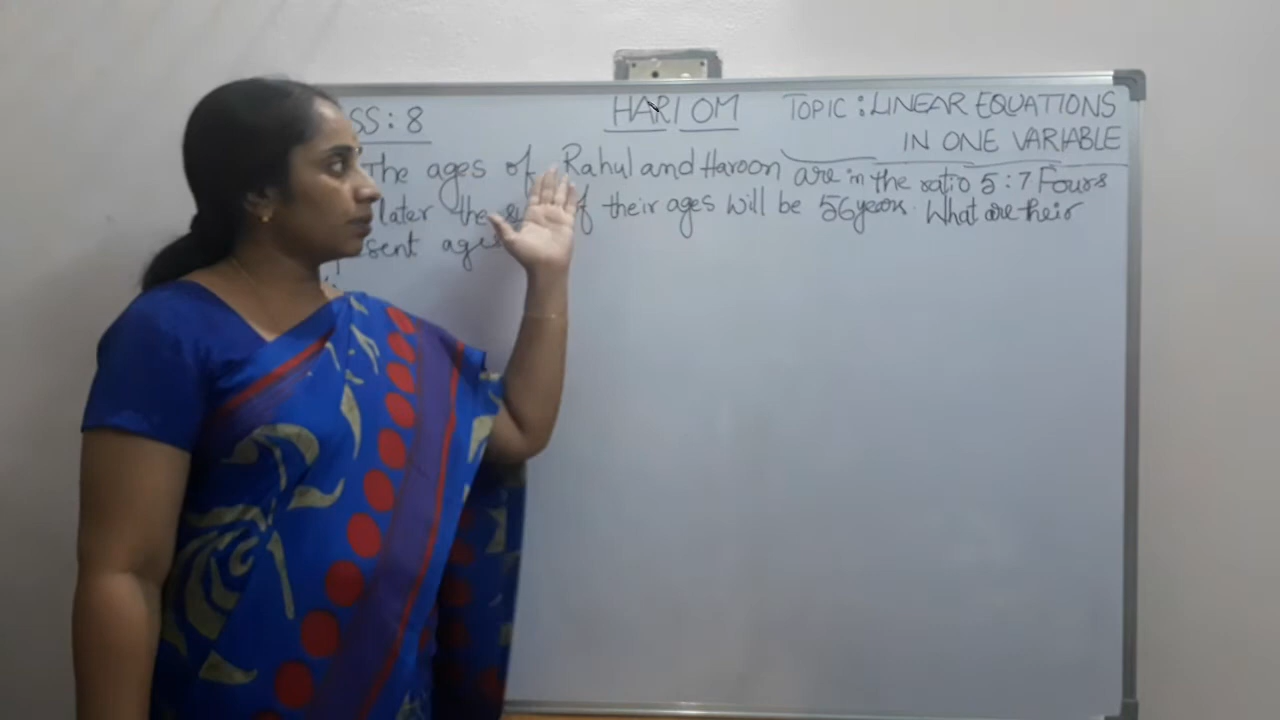 SS: 8
HARI OM
TOPIC: LINEAR EQUATIONS
IN ONE VARIABLE
The ages of Rahul and Haroon are in the ratio 5:7 Fours
later the their ages will be 56 years. What are their
sent